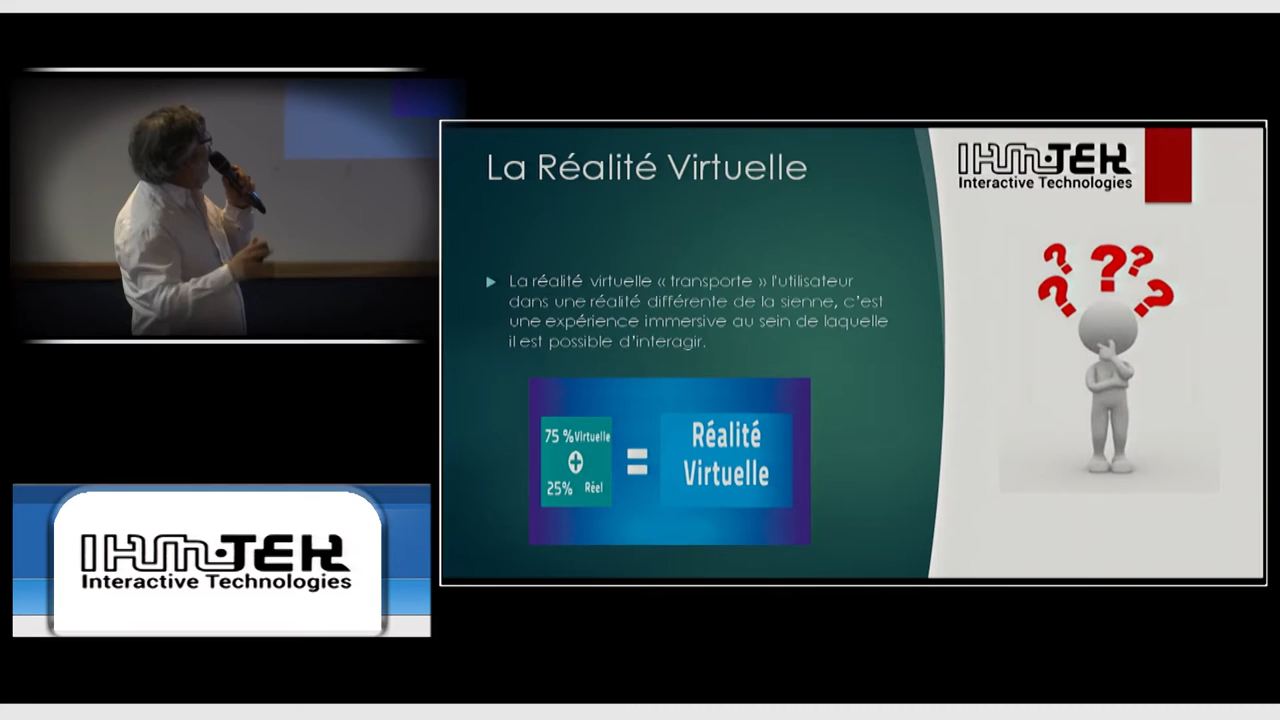 La Réalité Virtuelle
IHM-TEK
Interactive Technologies
La réalité virtuelle « transporte » l'utilisateur
dans une réalité différente de la sienne, c'est
une expérience immersive au sein de laquelle
il est possible d'interagir.
? ? ? ? ?
75 %Virtuelle
+
25% Réel
=
Réalité
Virtuelle
IHM-TEK
Interactive Technologies